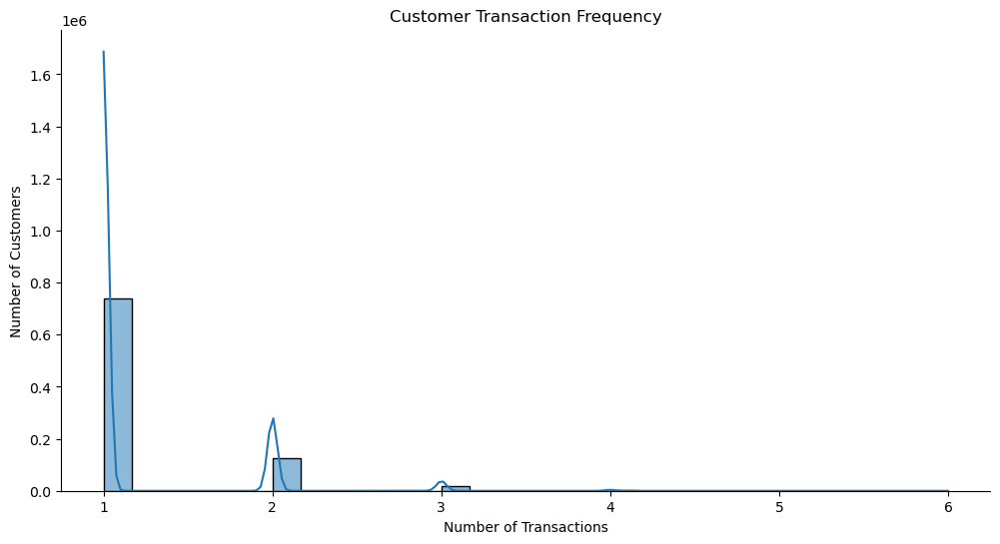 Customer Transaction Frequency
1e6
1.6
1.4
1.2
1.0
0.8
0.6
0.4
0.2
0.0
Number of Customers
1 2 3 4 5 6
Number of Transactions